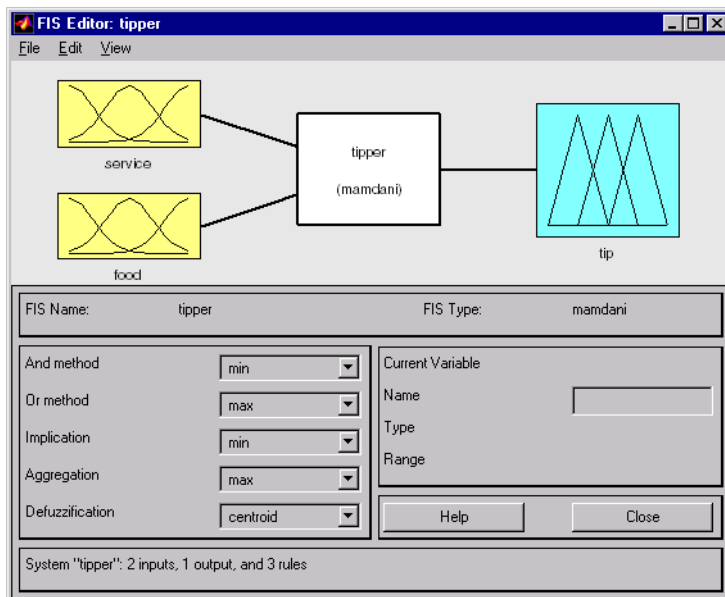 FIS Editor: tipper
File Edit View
service
food
tipper
(mamdani)
tip
FIS Name: tipper FIS Type: mamdani
And method min
Or method max
Implication min
Aggregation max
Defuzzification centroid
Current Variable
Name
Type
Range
Help Close
System "tipper": 2 inputs, 1 output, and 3 rules